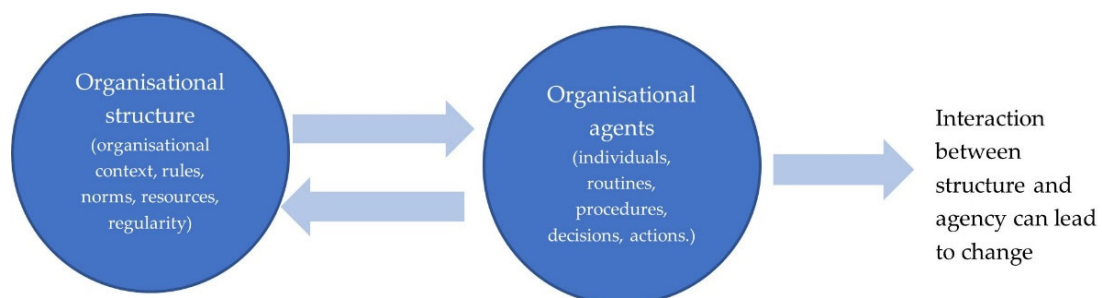 Organisational
structure
(organisational
context, rules,
norms, resources,
regularity)
Organisational
agents
(individuals,
routines,
procedures,
decisions, actions.)
Interaction
between
structure and
agency can lead
to change